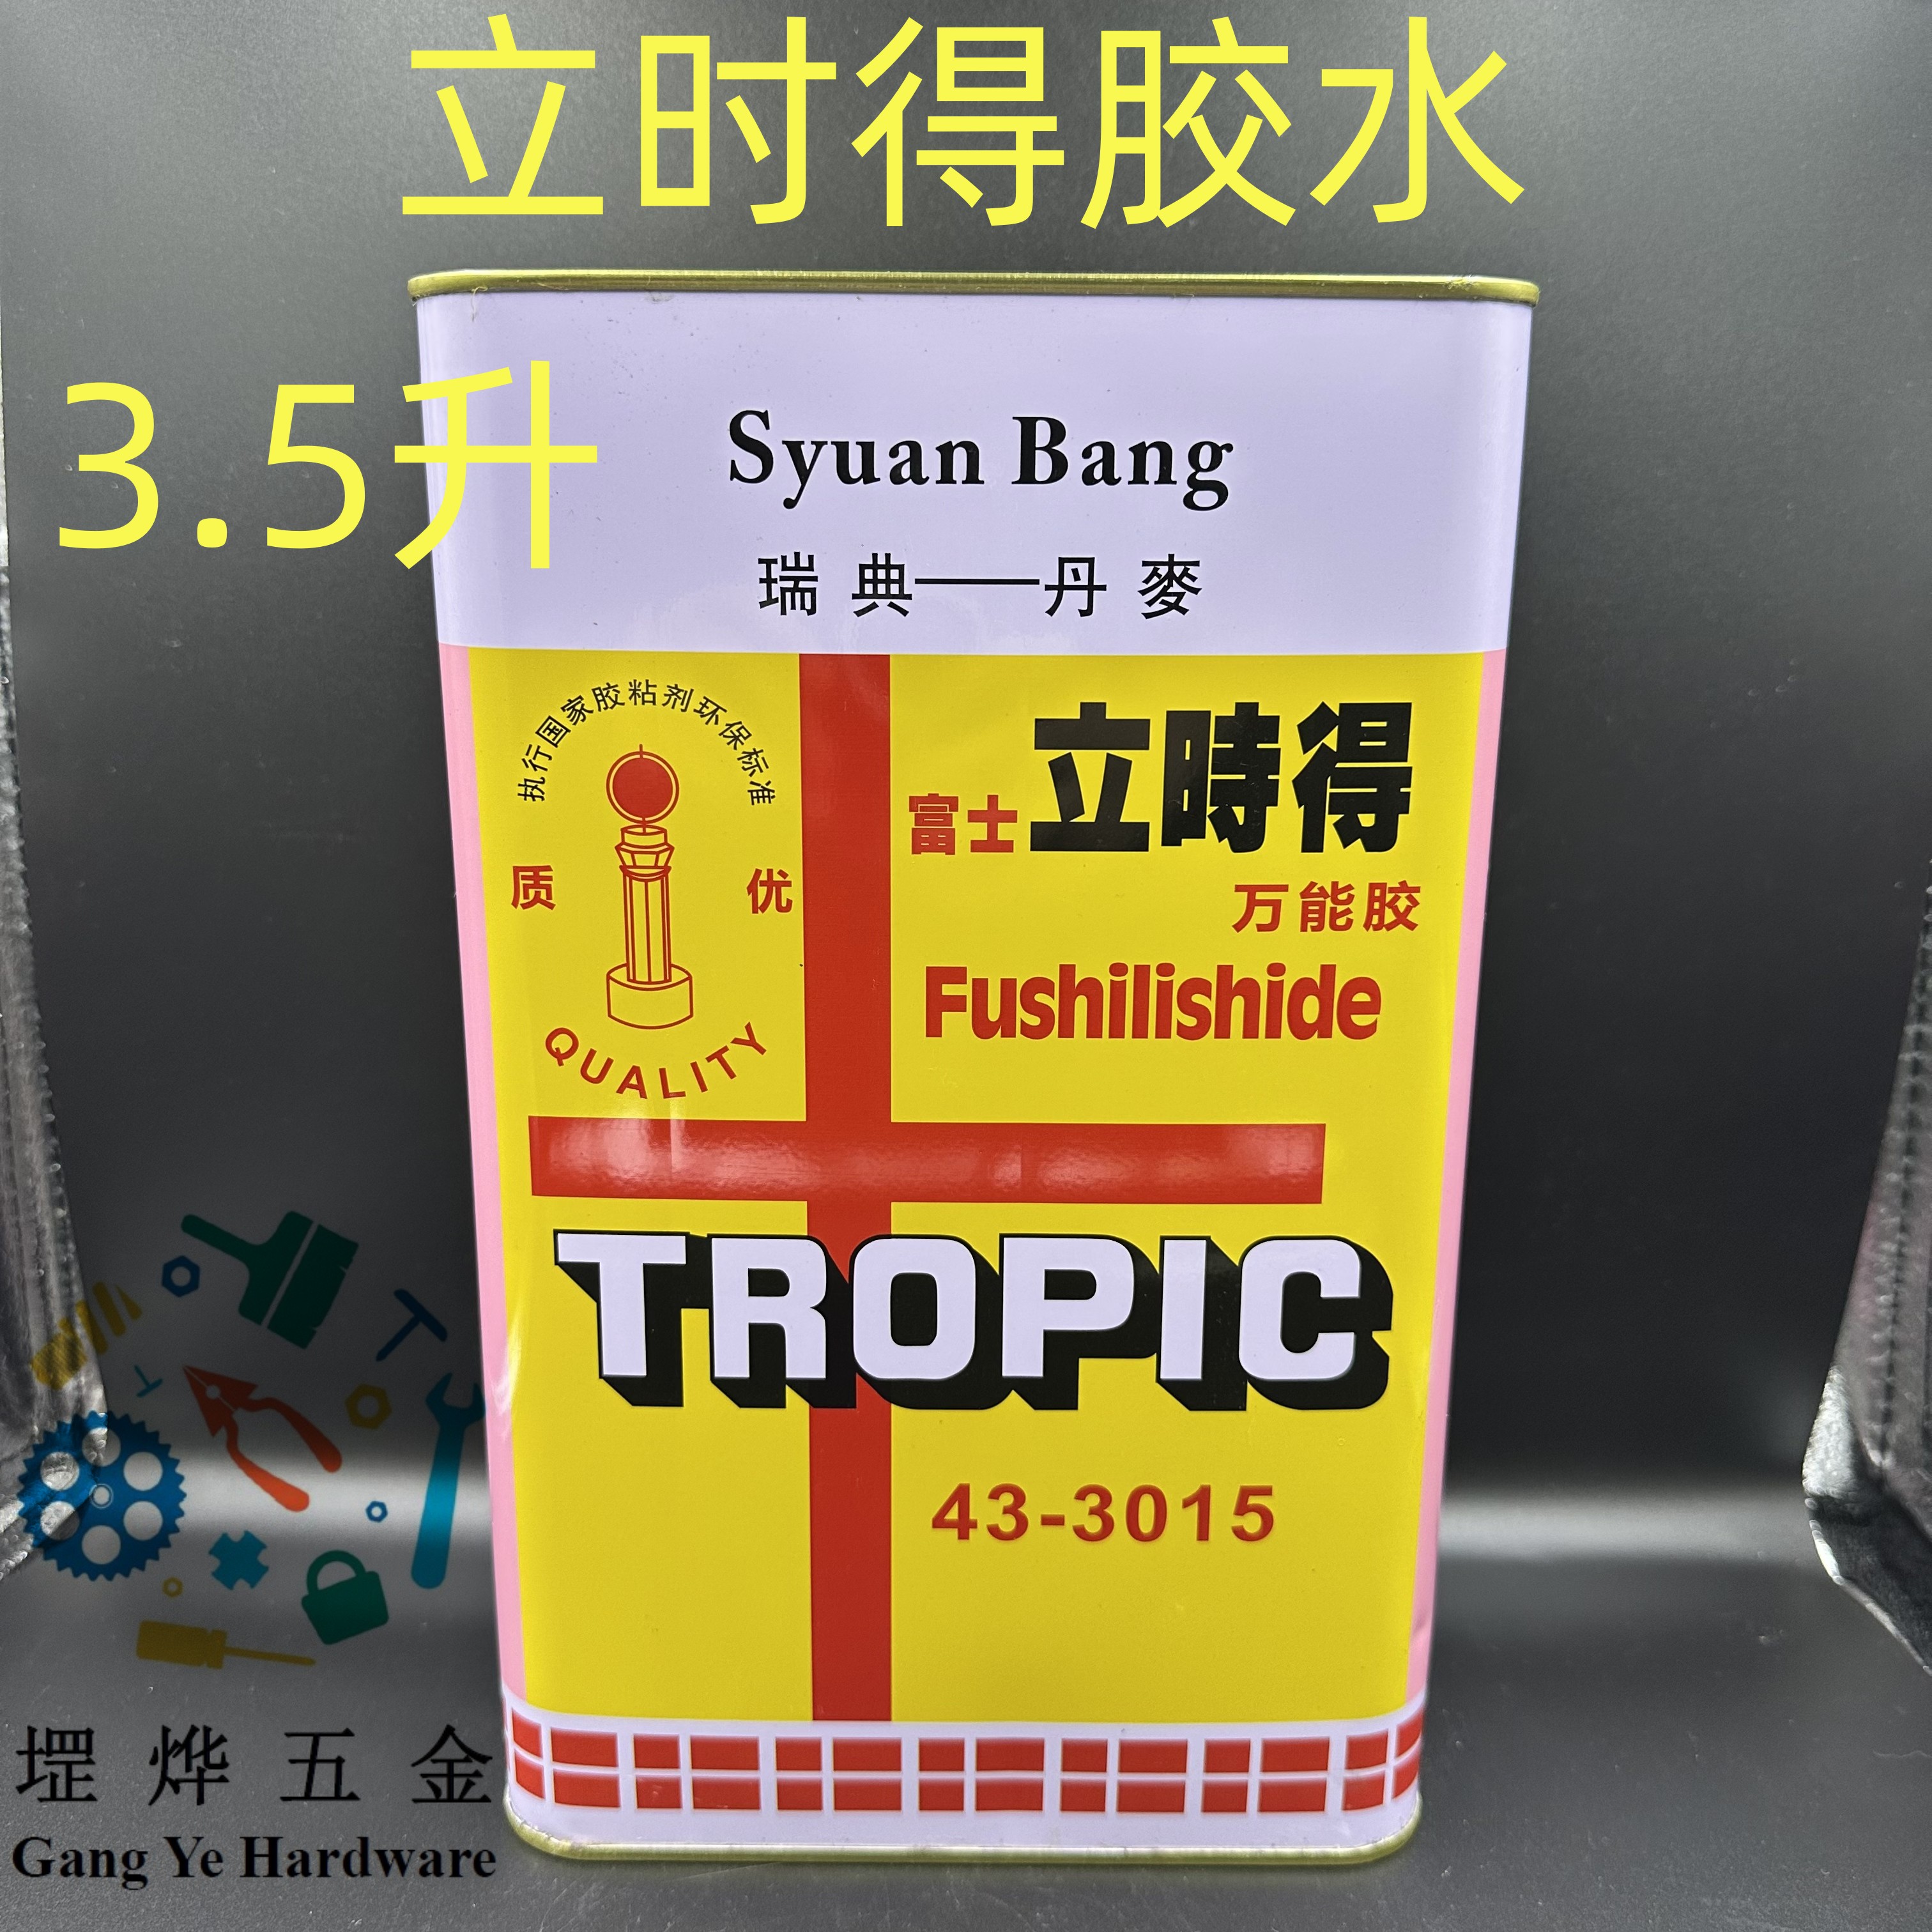 立时得胶水
3.5升
Syuan Bang
瑞典——丹麥
执行国家胶粘剂环保标准
质 优
QUALITY
富士立時得
万能胶
Fushilishide
TROPIC
43-3015
罡烨五金
Gang Ye Hardware